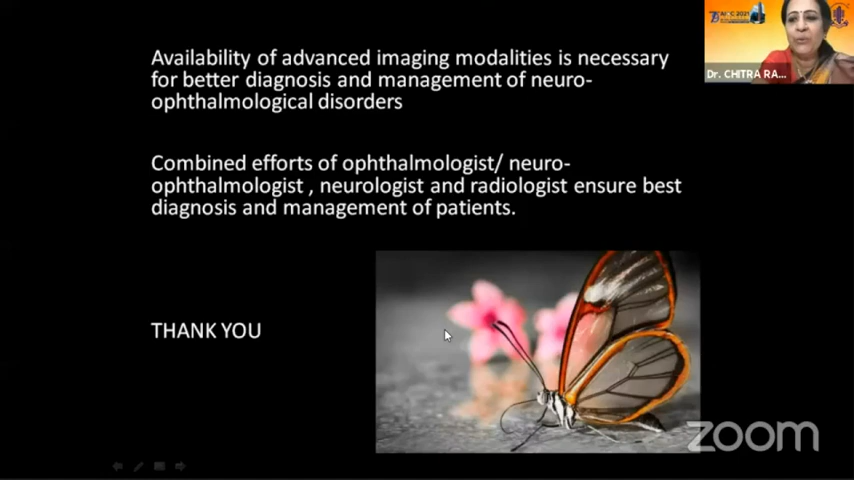 Availability of advanced imaging modalities is necessary
for better diagnosis and management of neuro-
ophthalmological disorders
Combined efforts of ophthalmologist/ neuro-
ophthalmologist , neurologist and radiologist ensure best
diagnosis and management of patients.
THANK YOU
Dr. CHITRA RA...
zoom